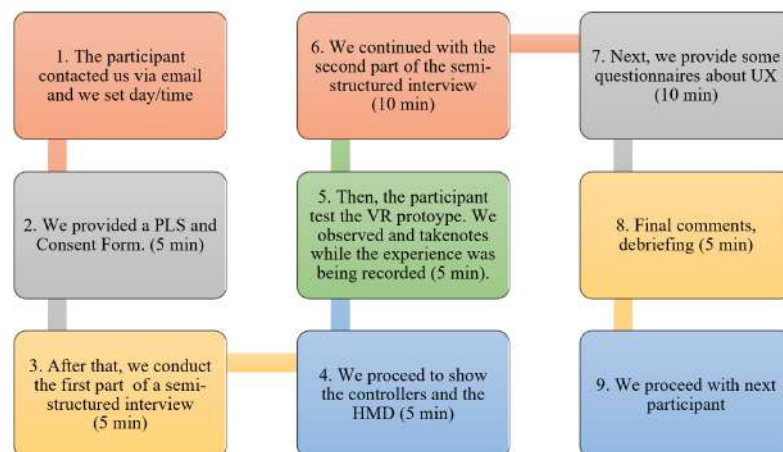 1. The participant
contacted us via email
and we set day/time
2. We provided a PLS and
Consent Form. (5 min)
3. After that, we conduct
the first part of a semi-
structured interview
(5 min)
4. We proceed to show
the controllers and the
HMD (5 min)
5. Then, the participant
test the VR protoype. We
observed and takenotes
while the experience was
being recorded (5 min).
6. We continued with the
second part of the semi-
structured interview
(10 min)
7. Next, we provide some
questionnaires about UX
(10 min)
8. Final comments,
debriefing (5 min)
9. We proceed with next
participant